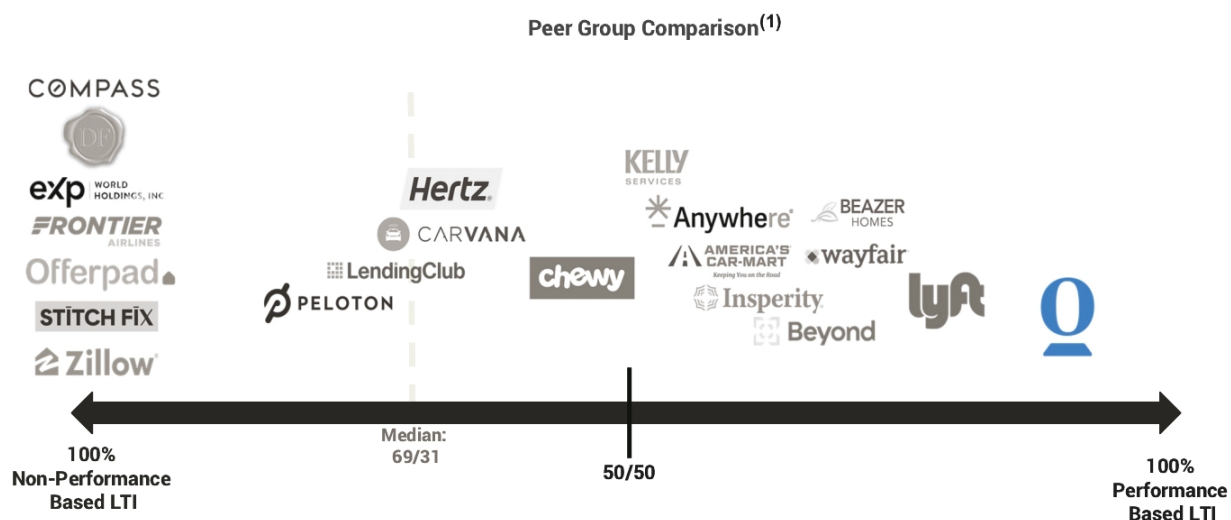 Peer Group Comparison(1)
COMPASS
DF
exp WORLD HOLDINGS, INC
FRONTIER
AIRLINES
Offerpad
STITCH FIX
Zillow
Hertz.
CARVANA
LendingClub
PELOTON
chewy
KELLY
SERVICES
Anywhere
BEAZER
HOMES
AMERICA'S
CAR-MART
Keeping You on the Road
wayfair
Insperity
Beyond
lyft
O
Median:
69/31
50/50
100%
Non-Performance
Based LTI
100%
Performance
Based LTI